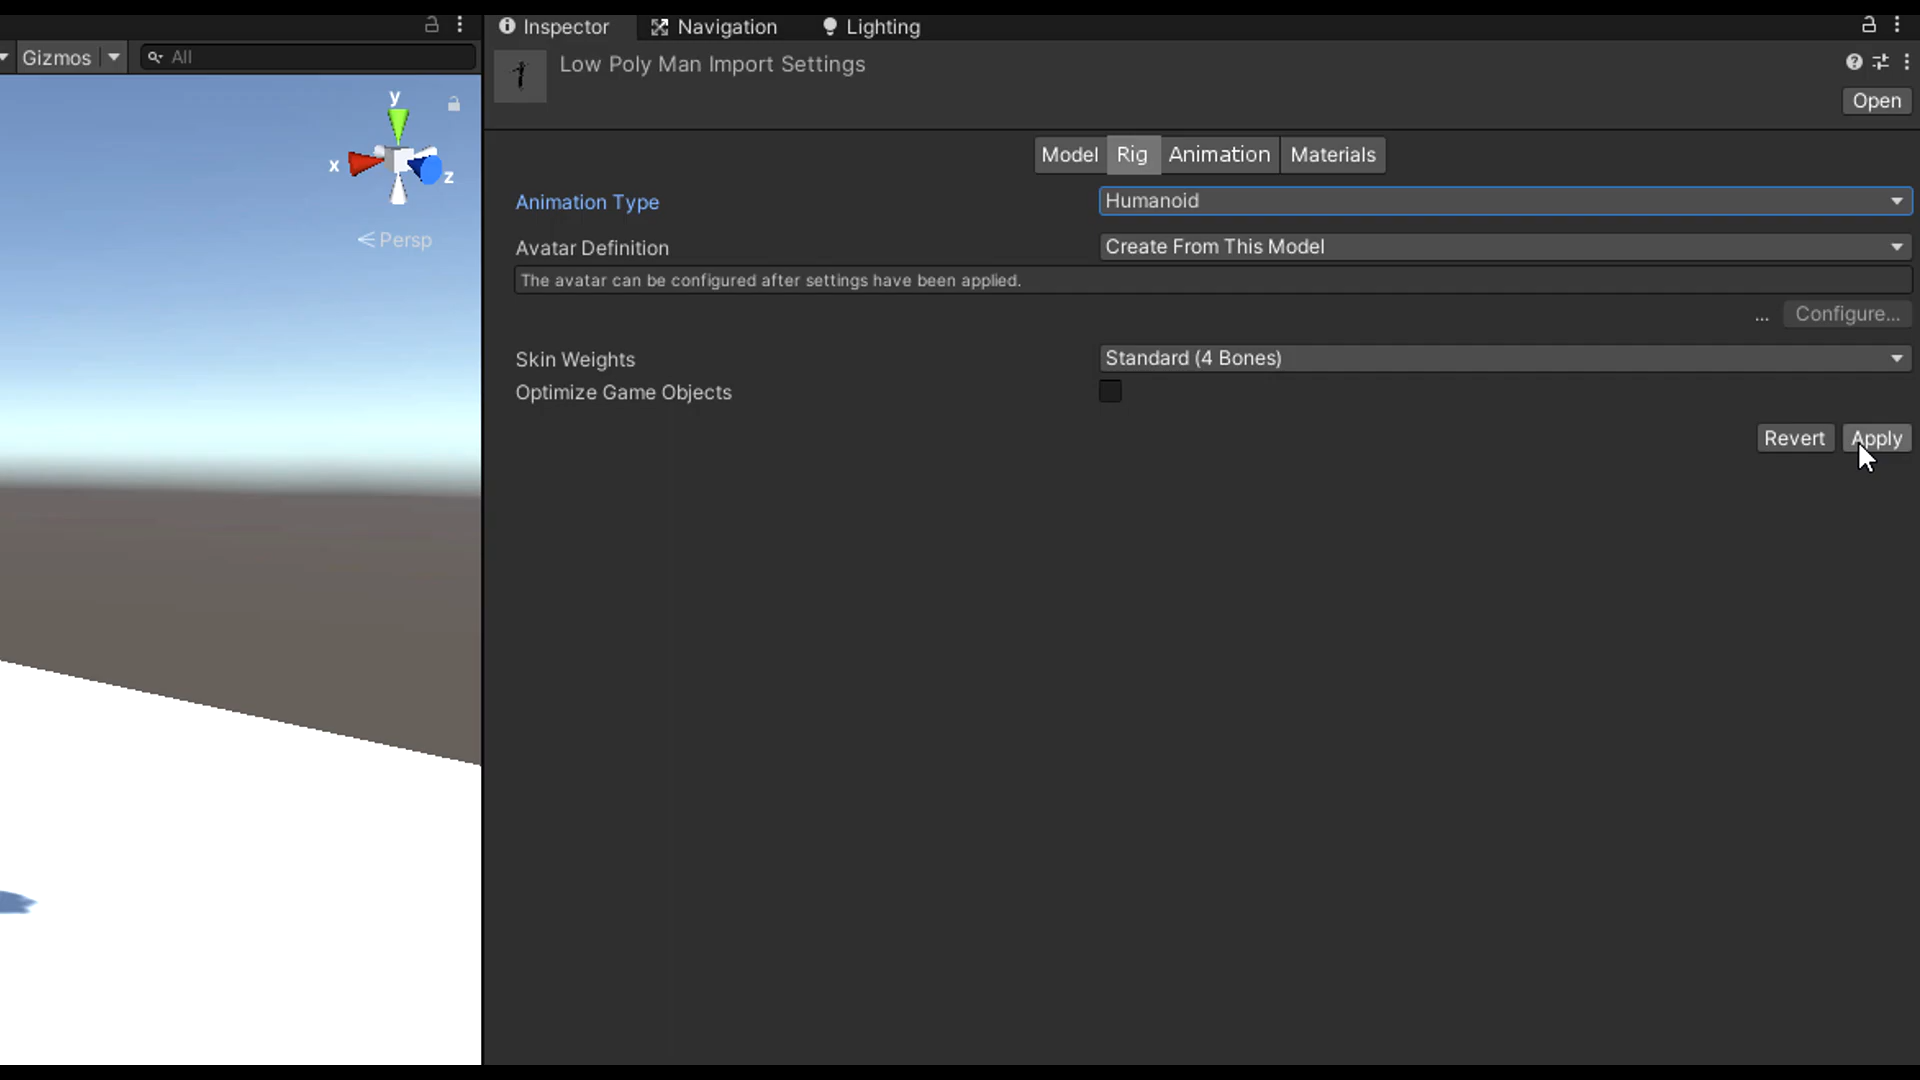 Inspector
Navigation
Lighting
Gizmos
All
Low Poly Man Import Settings
Open
y
x
z
Persp
Model
Rig
Animation
Materials
Animation Type
Humanoid
Avatar Definition
Create From This Model
The avatar can be configured after settings have been applied.
...
Configure...
Skin Weights
Standard (4 Bones)
Optimize Game Objects
Revert
Apply